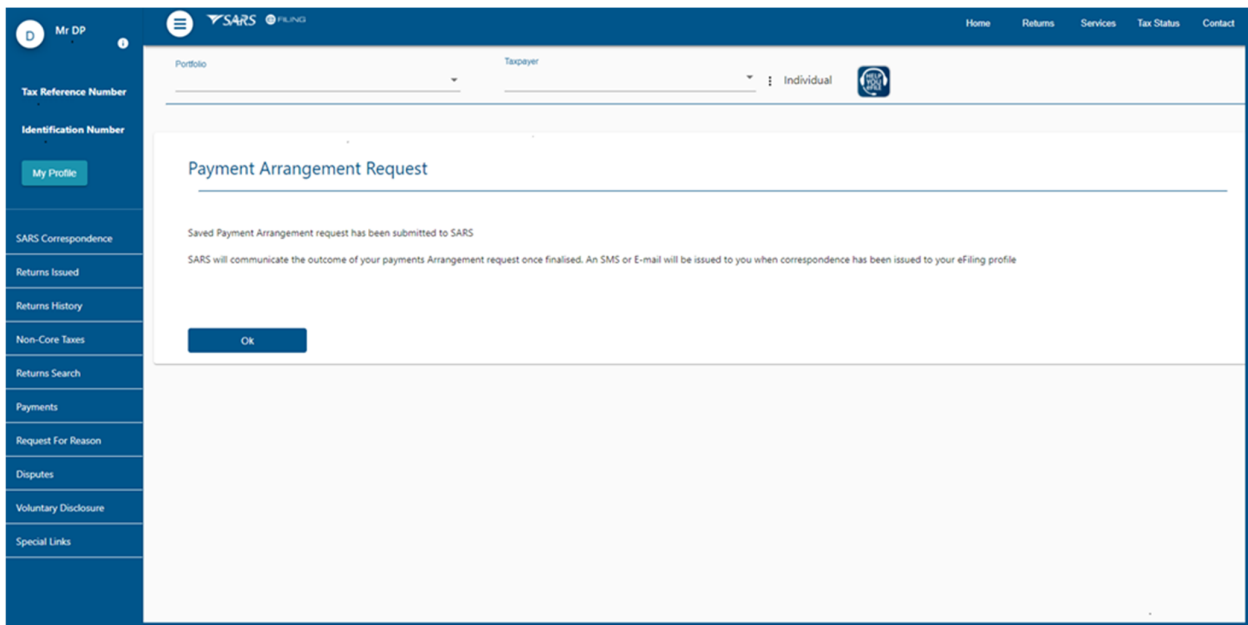 D
Mr DP
Tax Reference Number
Identification Number
My Profile
SARS Correspondence
Returns Issued
Returns History
Non-Core Taxes
Returns Search
Payments
Request For Reason
Disputes
Voluntary Disclosure
Special Links
SARS eFILING
Home Returns Services Tax Status Contact
Portfolio
Taxpayer
Individual
HELP
YOU
eFILE
Payment Arrangement Request
Saved Payment Arrangement request has been submitted to SARS
SARS will communicate the outcome of your payments Arrangement request once finalised. An SMS or E-mail will be issued to you when correspondence has been issued to your eFiling profile
Ok